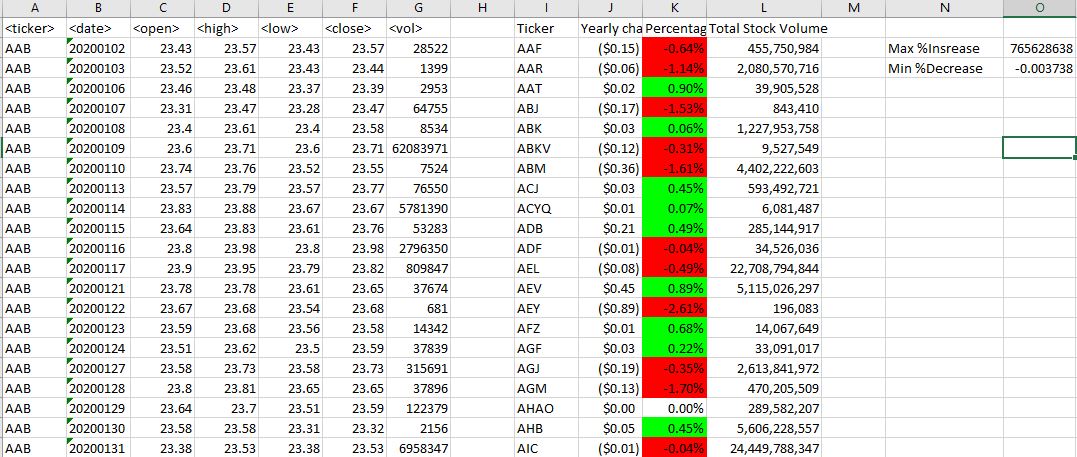 A B C D E F G H I J K L M N O
<ticker> <date> <open> <high> <low> <close> <vol> Ticker Yearly cha Percentag Total Stock Volume
AAB 20200102 23.43 23.57 23.43 23.57 28522 AAF ($0.15) -0.64% 455,750,984 Max %Insrease 765628638
AAB 20200103 23.52 23.61 23.43 23.44 1399 AAR ($0.06) -1.14% 2,080,570,716 Min %Decrease -0.003738
AAB 20200106 23.46 23.48 23.37 23.39 2953 AAT $0.02 0.90% 39,905,528
AAB 20200107 23.31 23.47 23.28 23.47 64755 ABJ ($0.17) -1.53% 843,410
AAB 20200108 23.4 23.61 23.4 23.58 8534 ABK $0.03 0.06% 1,227,953,758
AAB 20200109 23.6 23.71 23.6 23.71 62083971 ABKV ($0.12) -0.31% 9,527,549
AAB 20200110 23.74 23.76 23.52 23.55 7524 ABM ($0.36) -1.61% 4,402,222,603
AAB 20200113 23.57 23.79 23.57 23.77 76550 ACJ $0.03 0.45% 593,492,721
AAB 20200114 23.83 23.88 23.67 23.67 5781390 ACYQ $0.01 0.07% 6,081,487
AAB 20200115 23.64 23.83 23.61 23.76 53283 ADB $0.21 0.49% 285,144,917
AAB 20200116 23.8 23.98 23.8 23.98 2796350 ADF ($0.01) -0.04% 34,526,036
AAB 20200117 23.9 23.95 23.79 23.82 809847 AEL ($0.08) -0.49% 22,708,794,844
AAB 20200121 23.78 23.78 23.61 23.65 37674 AEV $0.45 0.89% 5,115,026,297
AAB 20200122 23.67 23.68 23.54 23.68 681 AEY ($0.89) -2.61% 196,083
AAB 20200123 23.59 23.68 23.56 23.58 14342 AFZ $0.01 0.68% 14,067,649
AAB 20200124 23.51 23.62 23.5 23.59 37839 AGF $0.03 0.22% 33,091,017
AAB 20200127 23.58 23.73 23.58 23.73 315691 AGJ ($0.19) -0.35% 2,613,841,972
AAB 20200128 23.8 23.81 23.65 23.65 37896 AGM ($0.13) -1.70% 470,205,509
AAB 20200129 23.64 23.7 23.51 23.59 122379 AHAO $0.00 0.00% 289,582,207
AAB 20200130 23.58 23.58 23.31 23.32 2156 AHB $0.05 0.45% 5,606,228,557
AAB 20200131 23.38 23.53 23.38 23.53 6958347 AIC ($0.01) -0.04% 24,449,788,347